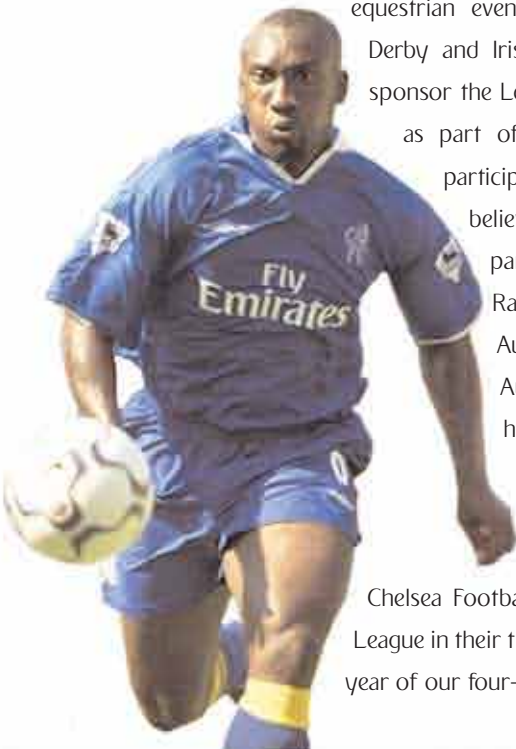 equestrian even
Derby and Iris
sponsor the L
as part of
particip
believ
pa
Ra
Au
A
h
Fly
Emirates
Chelsea Footba
League in their t
year of our four-